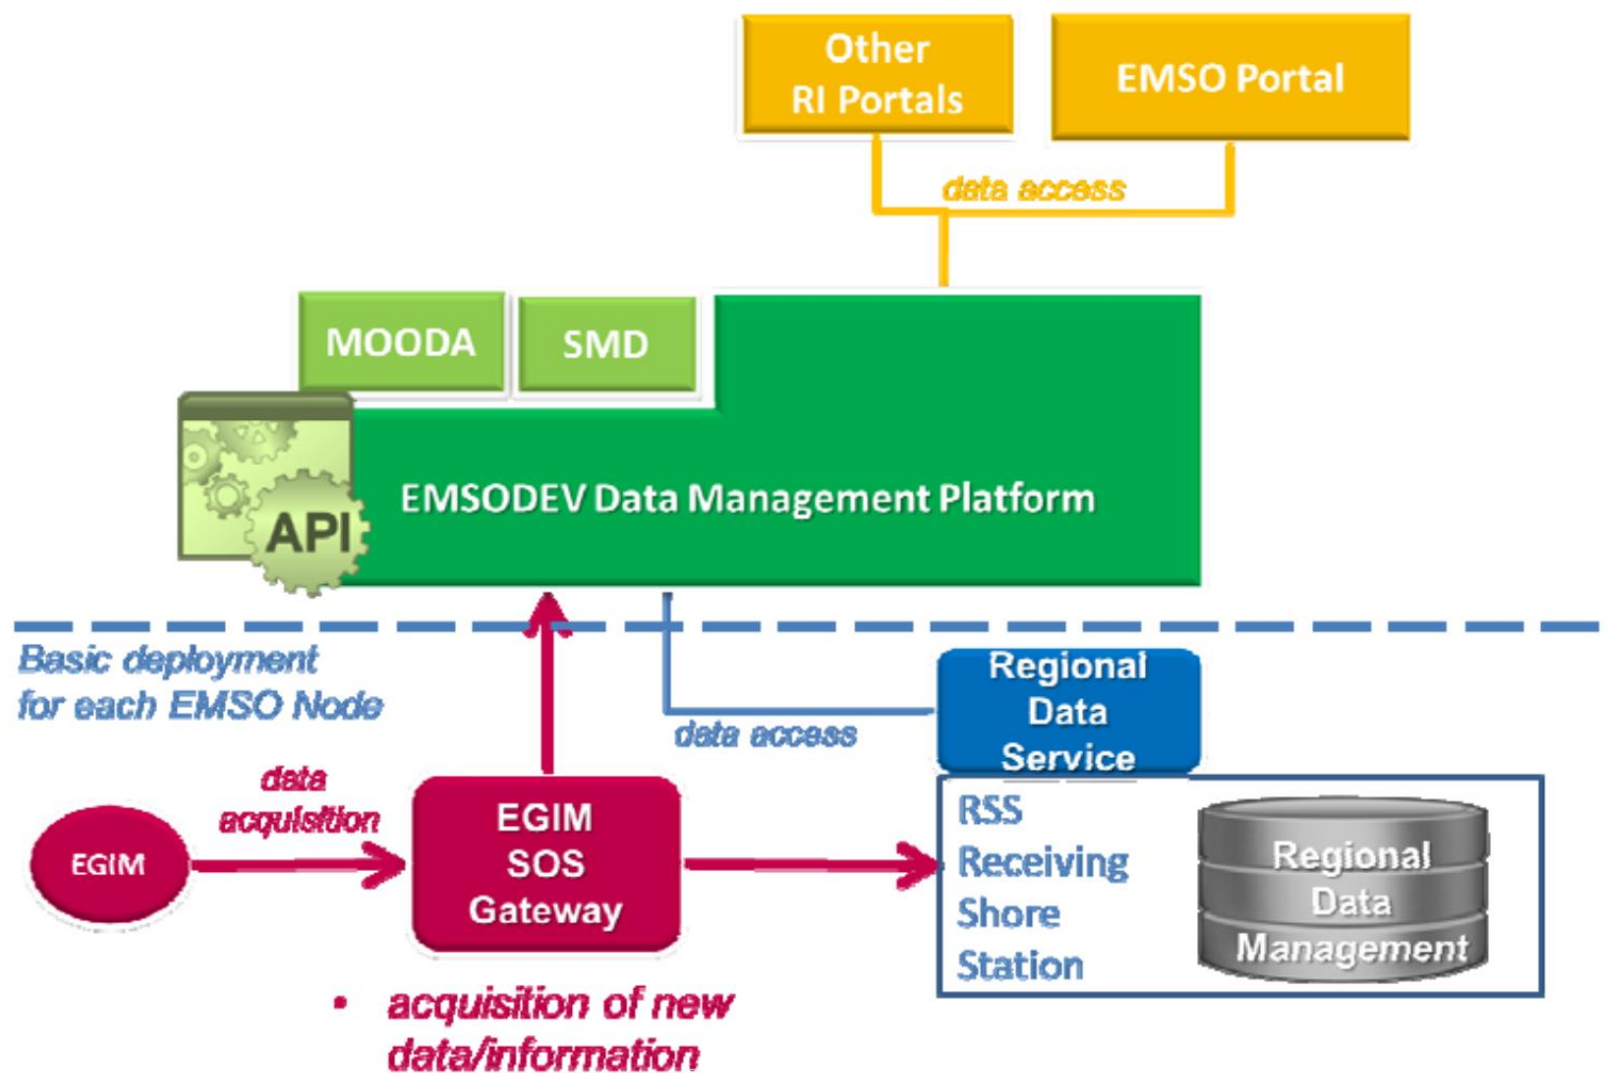 Other
RI Portals
EMSO Portal
data access
MOODA
SMD
API
EMSODEV Data Management Platform
Basic deployment
for each EMSO Node
Regional
Data
Service
data access
data
acquisition
EGIM
EGIM
SOS
Gateway
RSS
Receiving
Shore
Station
Regional
Data
Management
• acquisition of new
data/information